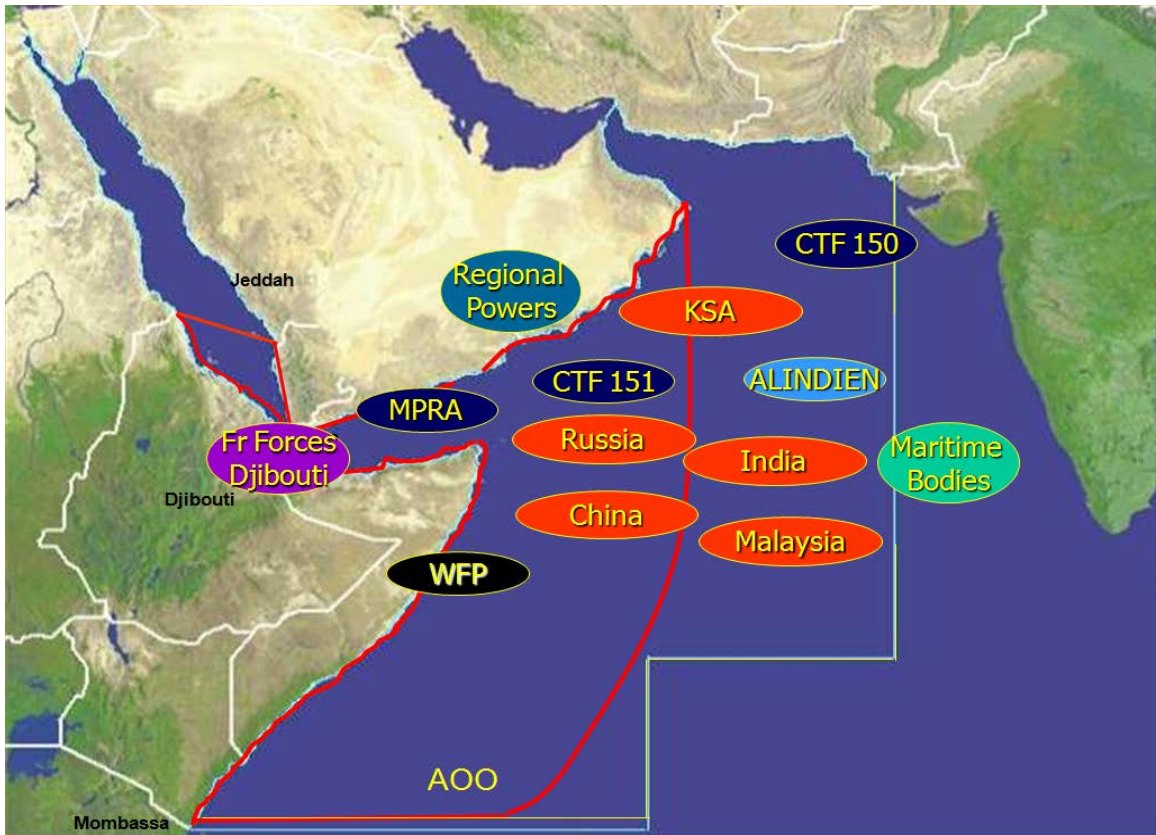 CTF 150
Jeddah
Regional
Powers
KSA
CTF 151
ALINDIEN
MPRA
Fr Forces
Djibouti
Russia
India
Maritime
Bodies
Djibouti
China
Malaysia
WFP
AOO
Mombassa